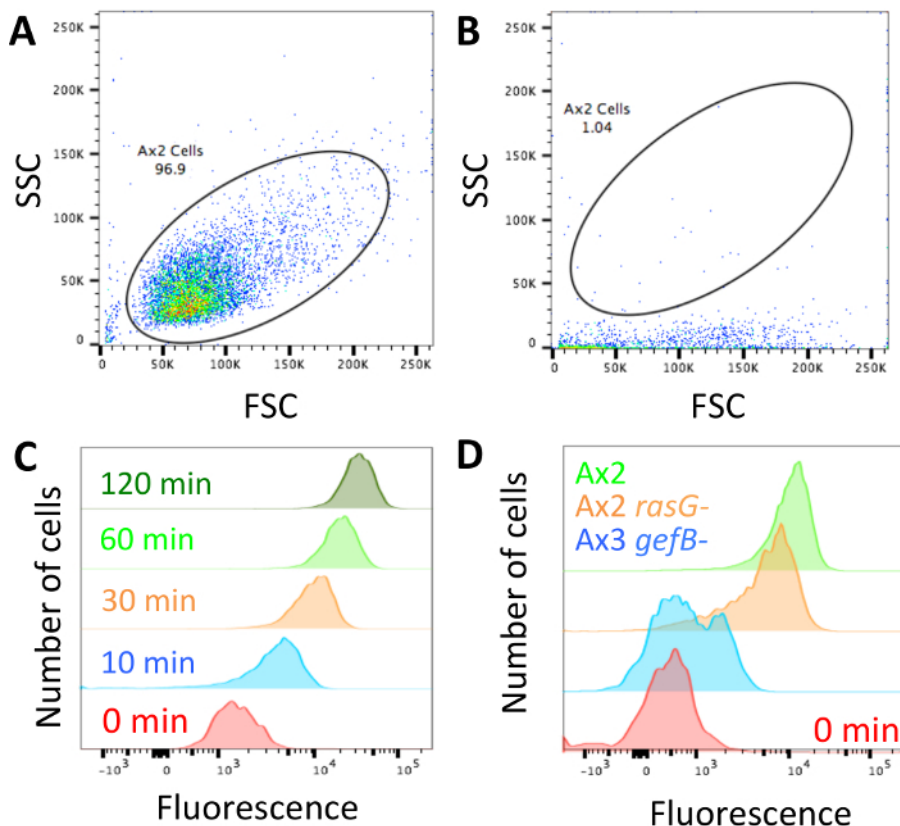 A
250K
200K
150K
100K
50K
0
SSC
Ax2 Cells
96.9
0
50K
100K
150K
200K
FSC
B
250K
200K
150K
100K
50K
0
SSC
Ax2 Cells
1.04
0
50K
100K
150K
200K
250K
FSC
C
Number of cells
120 min
60 min
30 min
10 min
0 min
-10³
0
10³
10⁴
10⁵
Fluorescence
D
Number of cells
Ax2
Ax2 rasG-
Ax3 gefB-
0 min
-10³
0
10³
10⁴
10⁵
Fluorescence